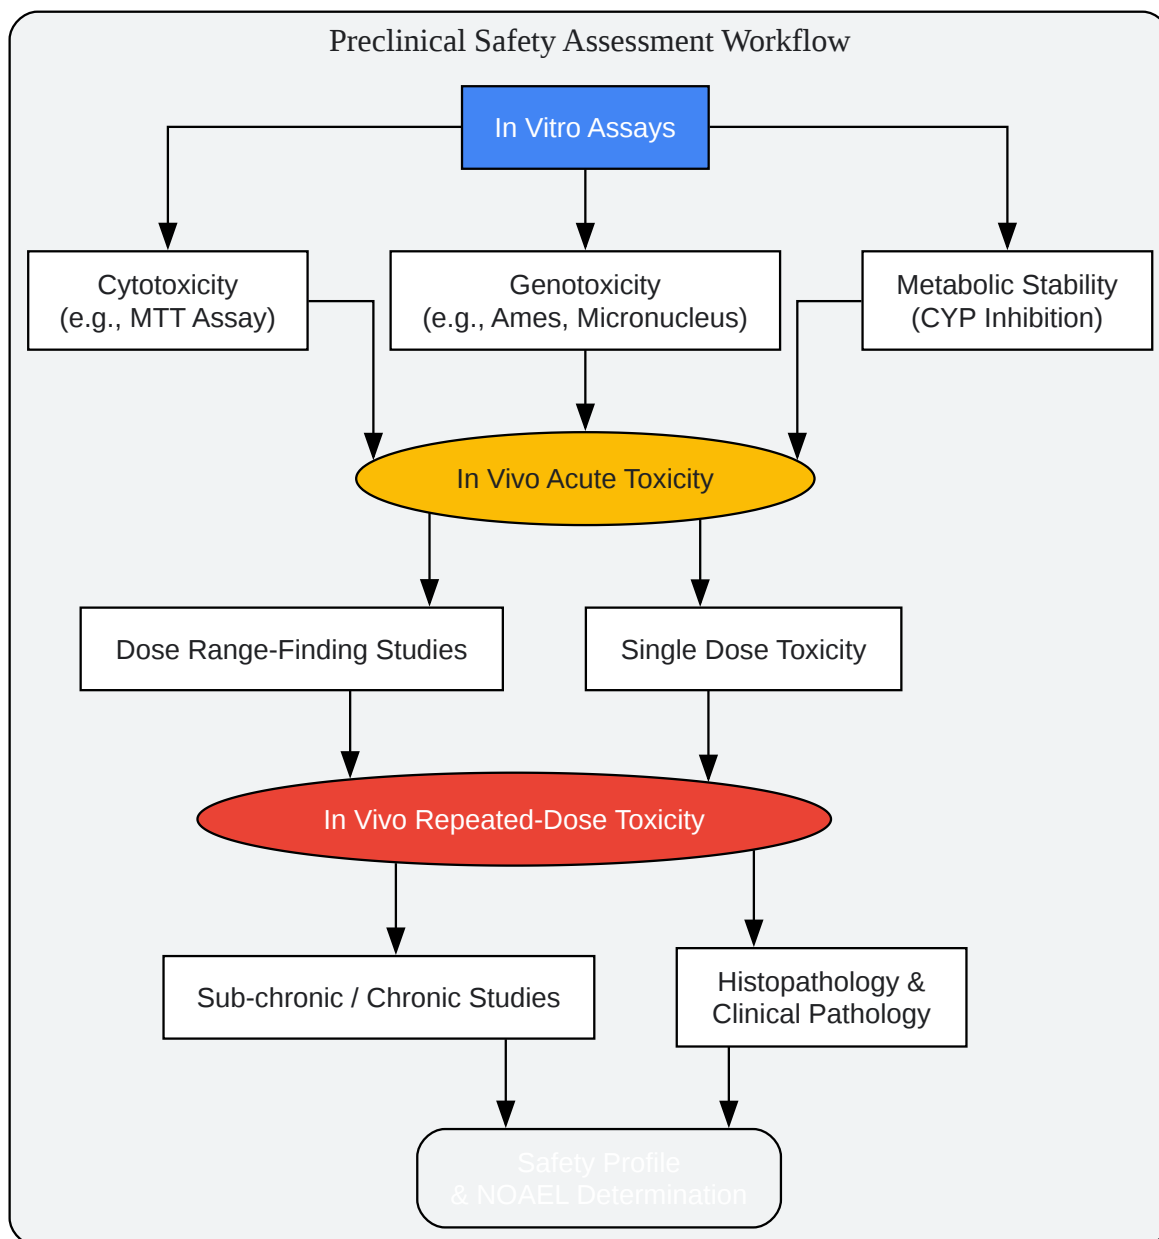 Preclinical Safety Assessment Workflow
In Vitro Assays
Cytotoxicity
(e.g., MTT Assay)
Genotoxicity
(e.g., Ames, Micronucleus)
Metabolic Stability
(CYP Inhibition)
In Vivo Acute Toxicity
Dose Range-Finding Studies
Single Dose Toxicity
In Vivo Repeated-Dose Toxicity
Sub-chronic / Chronic Studies
Histopathology &
Clinical Pathology
Safety Profile
& NOAEL Determination